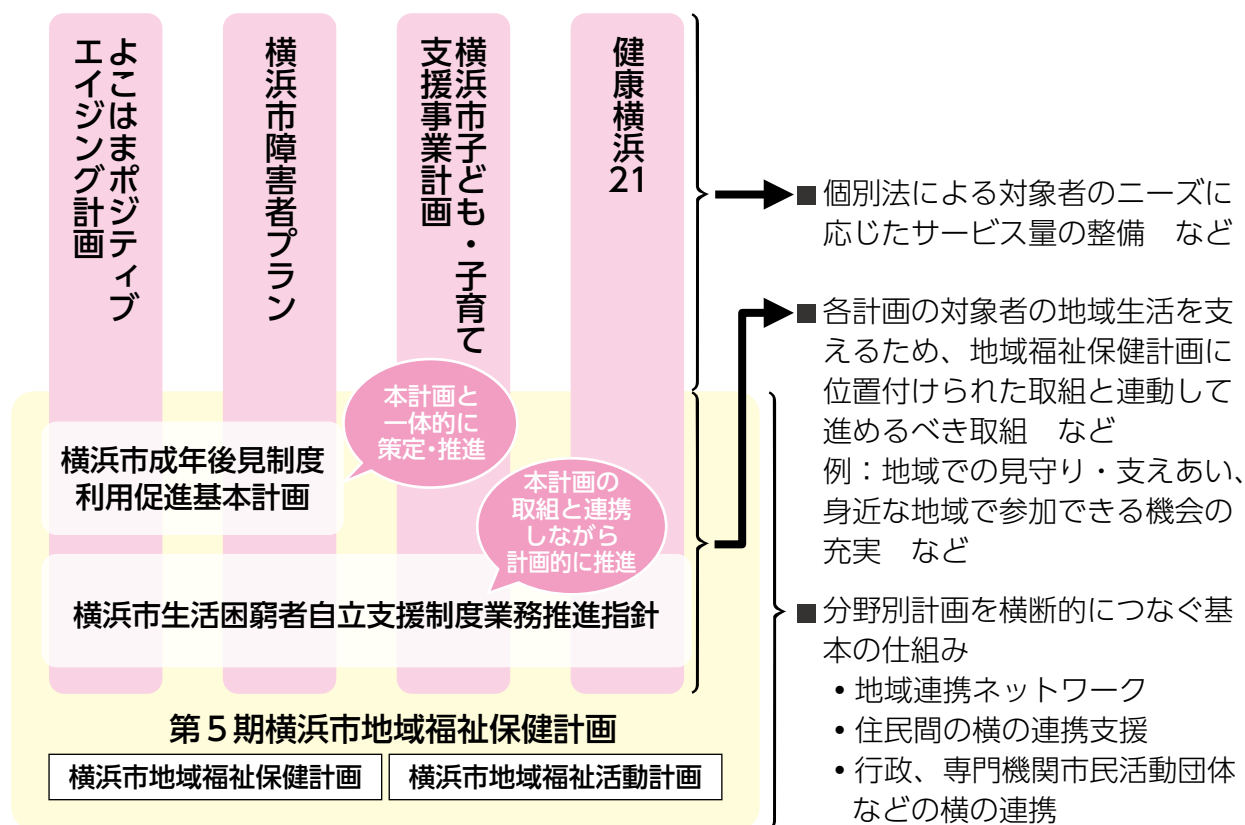 よこはまポジティブ
エイジング計画
横浜市障害者プラン
横浜市子ども・子育て
支援事業計画
健康横浜21
■個別法による対象者のニーズに
応じたサービス量の整備　など
■各計画の対象者の地域生活を支
えるため、地域福祉保健計画に
位置付けられた取組と連動して
進めるべき取組　など
例：地域での見守り・支えあい、
身近な地域で参加できる機会の
充実　など
本計画と
一体的に
策定・推進
横浜市成年後見制度
利用促進基本計画
本計画の
取組と連携
しながら
計画的に推進
横浜市生活困窮者自立支援制度業務推進指針
■分野別計画を横断的につなぐ基
本の仕組み
•地域連携ネットワーク
•住民間の横の連携支援
•行政、専門機関市民活動団体
などの横の連携
第５期横浜市地域福祉保健計画
横浜市地域福祉保健計画
横浜市地域福祉活動計画